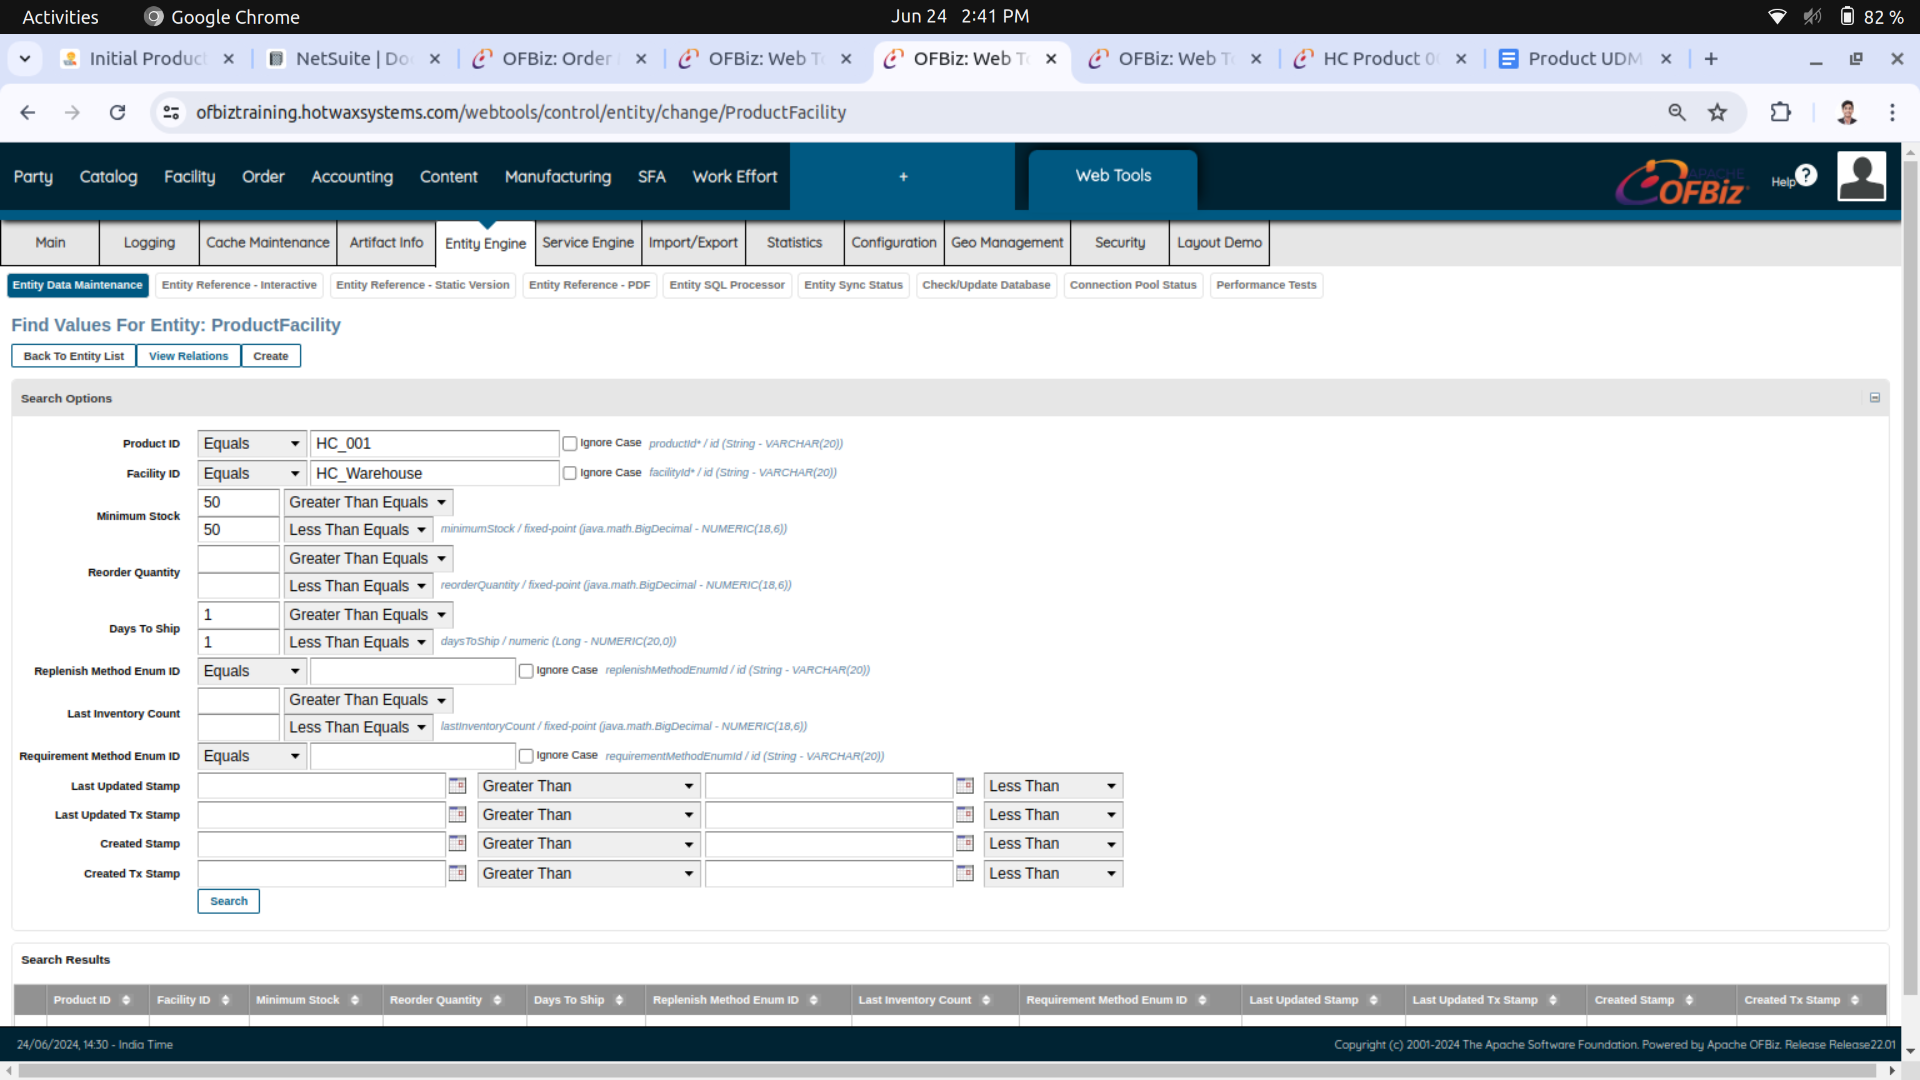 Activities Google Chrome Jun 24 2:41 PM 82 %
Initial Produc NetSuite | Do OFBiz: Order OFBiz: Web T OFBiz: Web To OFBiz: Web T HC Product 0 Product UDM
ofbiztraining.hotwaxsystems.com/webtools/control/entity/change/ProductFacility
Party Catalog Facility Order Accounting Content Manufacturing SFA Work Effort + Web Tools APACHE OFBiz Help ?
Main Logging Cache Maintenance Artifact Info Entity Engine Service Engine Import/Export Statistics Configuration Geo Management Security Layout Demo
Entity Data Maintenance Entity Reference - Interactive Entity Reference - Static Version Entity Reference - PDF Entity SQL Processor Entity Sync Status Check/Update Database Connection Pool Status Performance Tests
Find Values For Entity: ProductFacility
Back To Entity List View Relations Create
Search Options
Product ID Equals HC_001 Ignore Case productId* / id (String - VARCHAR(20))
Facility ID Equals HC_Warehouse Ignore Case facilityId* / id (String - VARCHAR(20))
Minimum Stock 50 Greater Than Equals
50 Less Than Equals minimumStock / fixed-point (java.math.BigDecimal - NUMERIC(18,6))
Reorder Quantity Greater Than Equals
Less Than Equals reorderQuantity / fixed-point (java.math.BigDecimal - NUMERIC(18,6))
Days To Ship 1 Greater Than Equals
1 Less Than Equals daysToShip / numeric (Long - NUMERIC(20,0))
Replenish Method Enum ID Equals Ignore Case replenishMethodEnumId / id (String - VARCHAR(20))
Last Inventory Count Greater Than Equals
Less Than Equals lastInventoryCount / fixed-point (java.math.BigDecimal - NUMERIC(18,6))
Requirement Method Enum ID Equals Ignore Case requirementMethodEnumId / id (String - VARCHAR(20))
Last Updated Stamp Greater Than Less Than
Last Updated Tx Stamp Greater Than Less Than
Created Stamp Greater Than Less Than
Created Tx Stamp Greater Than Less Than
Search
Search Results
Product ID Facility ID Minimum Stock Reorder Quantity Days To Ship Replenish Method Enum ID Last Inventory Count Requirement Method Enum ID Last Updated Stamp Last Updated Tx Stamp Created Stamp Created Tx Stamp
24/06/2024, 14:30 - India Time Copyright (c) 2001-2024 The Apache Software Foundation. Powered by Apache OFBiz. Release Release22.01